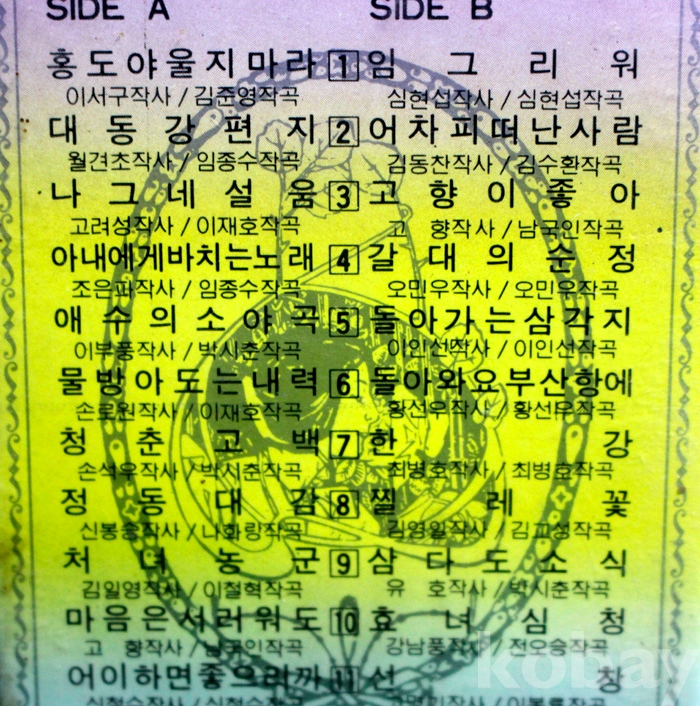 SIDE A SIDE B
홍도야울지마라 1 임그리워
이서구작사 / 김준영작곡 심현섭작사 / 심현섭작곡
대동강편지 2 어차피떠난사람
월견초작사 / 임종수작곡 김동찬작사 / 김수환작곡
나그네설움 3 고향이좋아
고려성작사 / 이재호작곡 고 향작사 / 남국인작곡
아내에게바치는노래 4 갈대의순정
조은파작사 / 임종수작곡 오민우작사 / 오민우작곡
애수의소야곡 5 돌아가는삼각지
이부풍작사 / 박시춘작곡 이인선작사 / 이인선작곡
물방아도는내력 6 돌아와요부산항에
손로원작사 / 이재호작곡 황선우작사 / 황선우작곡
청춘고백 7 한강
손석우작사 / 박시춘작곡 최병호작사 / 최병호작곡
정동대감 8 찔레꽃
신봉승작사 / 나화랑작곡 김영일작사 / 김교성작곡
처녀농군 9 삼다도소식
김일영작사 / 이철혁작곡 유 호작사 / 박시춘작곡
마음은서러워도 10 효녀심청
고 향작사 / 남국인작곡 강남풍작사 / 전오승작곡
어이하면좋으리까 11 선창
kobay